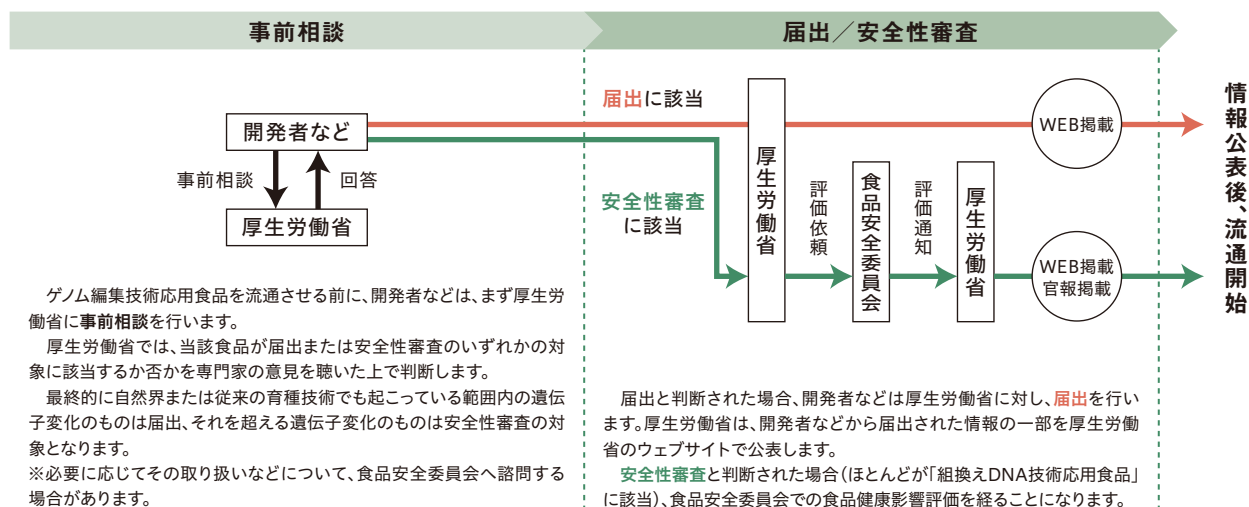 事前相談
届出／安全性審査
開発者など
事前相談
回答
厚生労働省
届出に該当
安全性審査
に該当
厚生労働省
評価依頼
食品安全委員会
評価通知
厚生労働省
WEB掲載
WEB掲載
官報掲載
情報公表後、流通開始
ゲノム編集技術応用食品を流通させる前に、開発者などは、まず厚生労
働省に事前相談を行います。
厚生労働省では、当該食品が届出または安全性審査のいずれかの対
象に該当するか否かを専門家の意見を聴いた上で判断します。
最終的に自然界または従来の育種技術でも起こっている範囲内の遺伝
子変化のものは届出、それを超える遺伝子変化のものは安全性審査の対
象となります。
※必要に応じてその取り扱いなどについて、食品安全委員会へ諮問する
場合があります。
届出と判断された場合、開発者などは厚生労働省に対し、届出を行い
ます。厚生労働省は、開発者などから届出された情報の一部を厚生労働
省のウェブサイトで公表します。
安全性審査と判断された場合（ほとんどが「組換えDNA技術応用食品」
に該当）、食品安全委員会での食品健康影響評価を経ることになります。